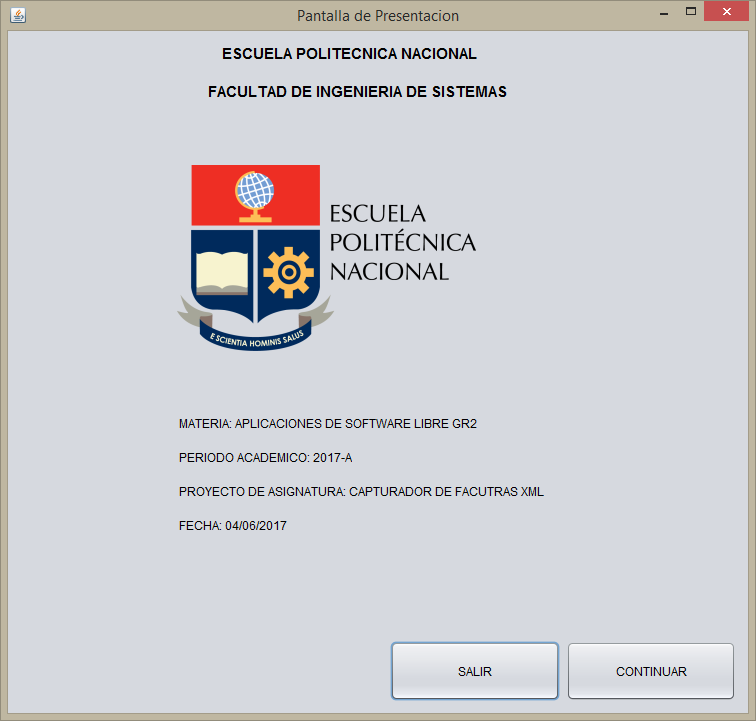 Pantalla de Presentacion
ESCUELA POLITECNICA NACIONAL
FACULTAD DE INGENIERIA DE SISTEMAS
ESCUELA
POLITÉCNICA
NACIONAL
E SCIENTIA HOMINIS SALUS
MATERIA: APLICACIONES DE SOFTWARE LIBRE GR2
PERIODO ACADEMICO: 2017-A
PROYECTO DE ASIGNATURA: CAPTURADOR DE FACUTRAS XML
FECHA: 04/06/2017
SALIR
CONTINUAR